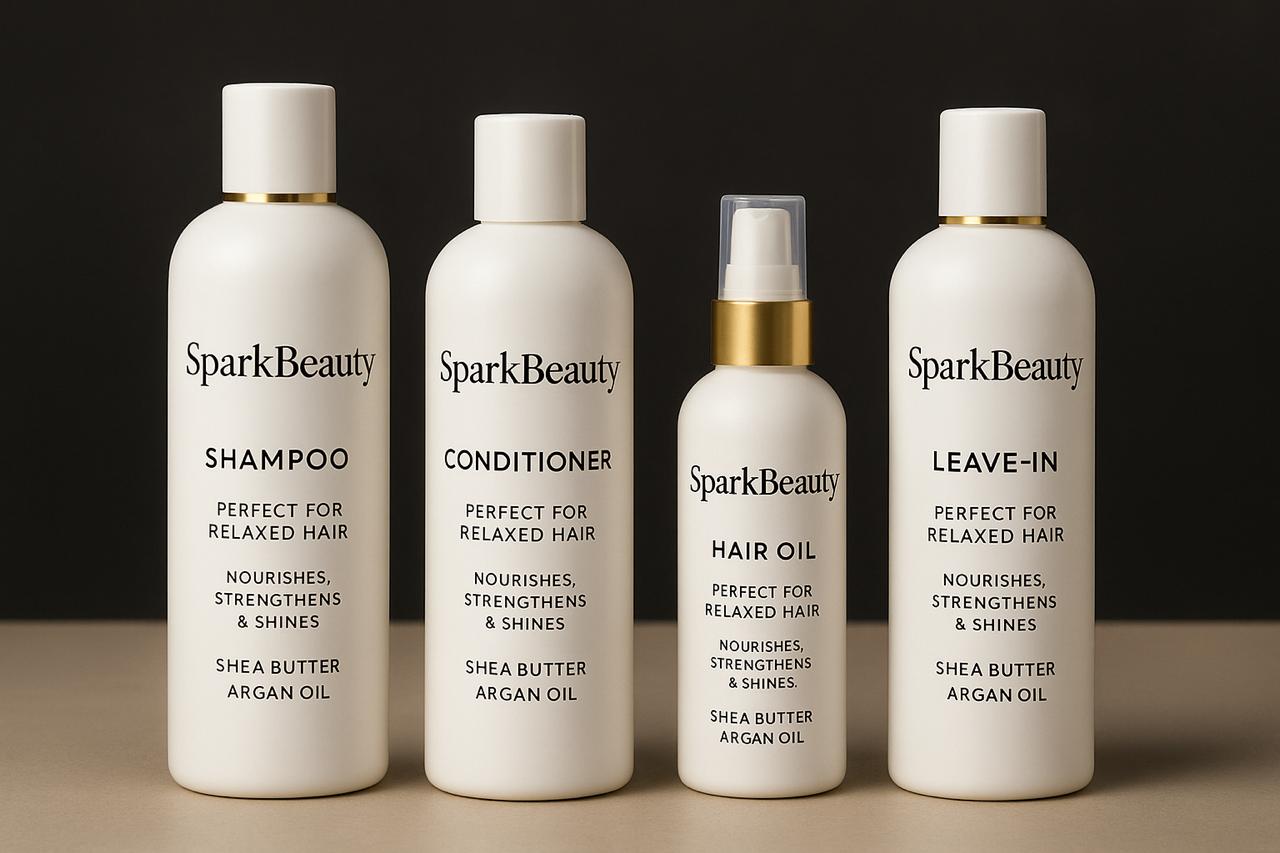 SparkBeauty
SHAMPOO
PERFECT FOR
RELAXED HAIR
NOURISHES,
STRENGTHENS
& SHINES
SHEA BUTTER
ARGAN OIL
SparkBeauty
CONDITIONER
PERFECT FOR
RELAXED HAIR
NOURISHES,
STRENGTHENS
& SHINES
SHEA BUTTER
ARGAN OIL
SparkBeauty
HAIR OIL
PERFECT FOR
RELAXED HAIR
NOURISHES,
STRENGTHENS
& SHINES.
SHEA BUTTER
ARGAN OIL
SparkBeauty
LEAVE-IN
PERFECT FOR
RELAXED HAIR
NOURISHES,
STRENGTHENS
& SHINES
SHEA BUTTER
ARGAN OIL